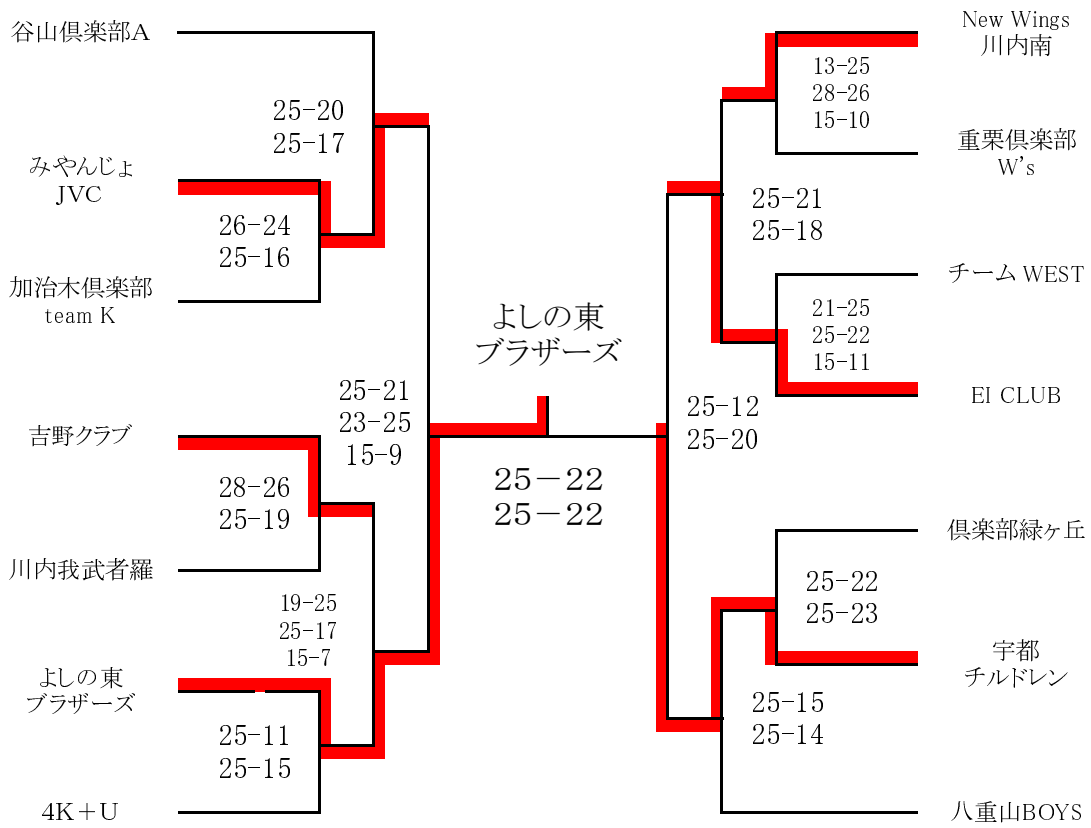 谷山倶楽部A
25-20
25-17
みやんじょ
JVC
26-24
25-16
加治木倶楽部
team K
25-21
23-25
15-9
吉野クラブ
28-26
25-19
川内我武者羅
19-25
25-17
15-7
よしの東
ブラザーズ
25-11
25-15
4K＋U
よしの東
ブラザーズ
25－22
25－22
New Wings
川内南
13-25
28-26
15-10
重栗倶楽部
W's
25-21
25-18
チーム WEST
21-25
25-22
15-11
EI CLUB
25-12
25-20
倶楽部緑ヶ丘
25-22
25-23
宇都
チルドレン
25-15
25-14
八重山BOYS